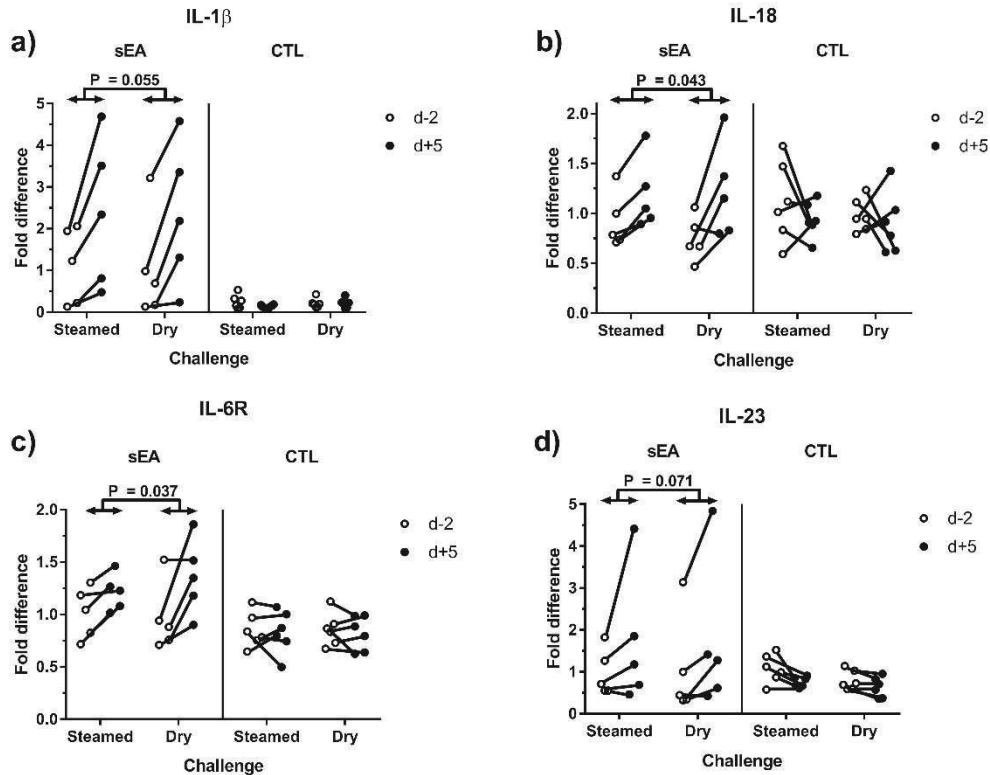 IL-1β
a)
sEA
CTL
P = 0.055
d-2
d+5
Fold difference
5
4
3
2
1
0
Steamed
Dry
Steamed
Dry
Challenge
IL-18
b)
sEA
CTL
P = 0.043
d-2
d+5
Fold difference
2.0
1.5
1.0
0.5
0.0
Steamed
Dry
Steamed
Dry
Challenge
IL-6R
c)
sEA
CTL
P = 0.037
d-2
d+5
Fold difference
2.0
1.5
1.0
0.5
0.0
Steamed
Dry
Steamed
Dry
Challenge
IL-23
d)
sEA
CTL
P = 0.071
d-2
d+5
Fold difference
5
4
3
2
1
0
Steamed
Dry
Steamed
Dry
Challenge